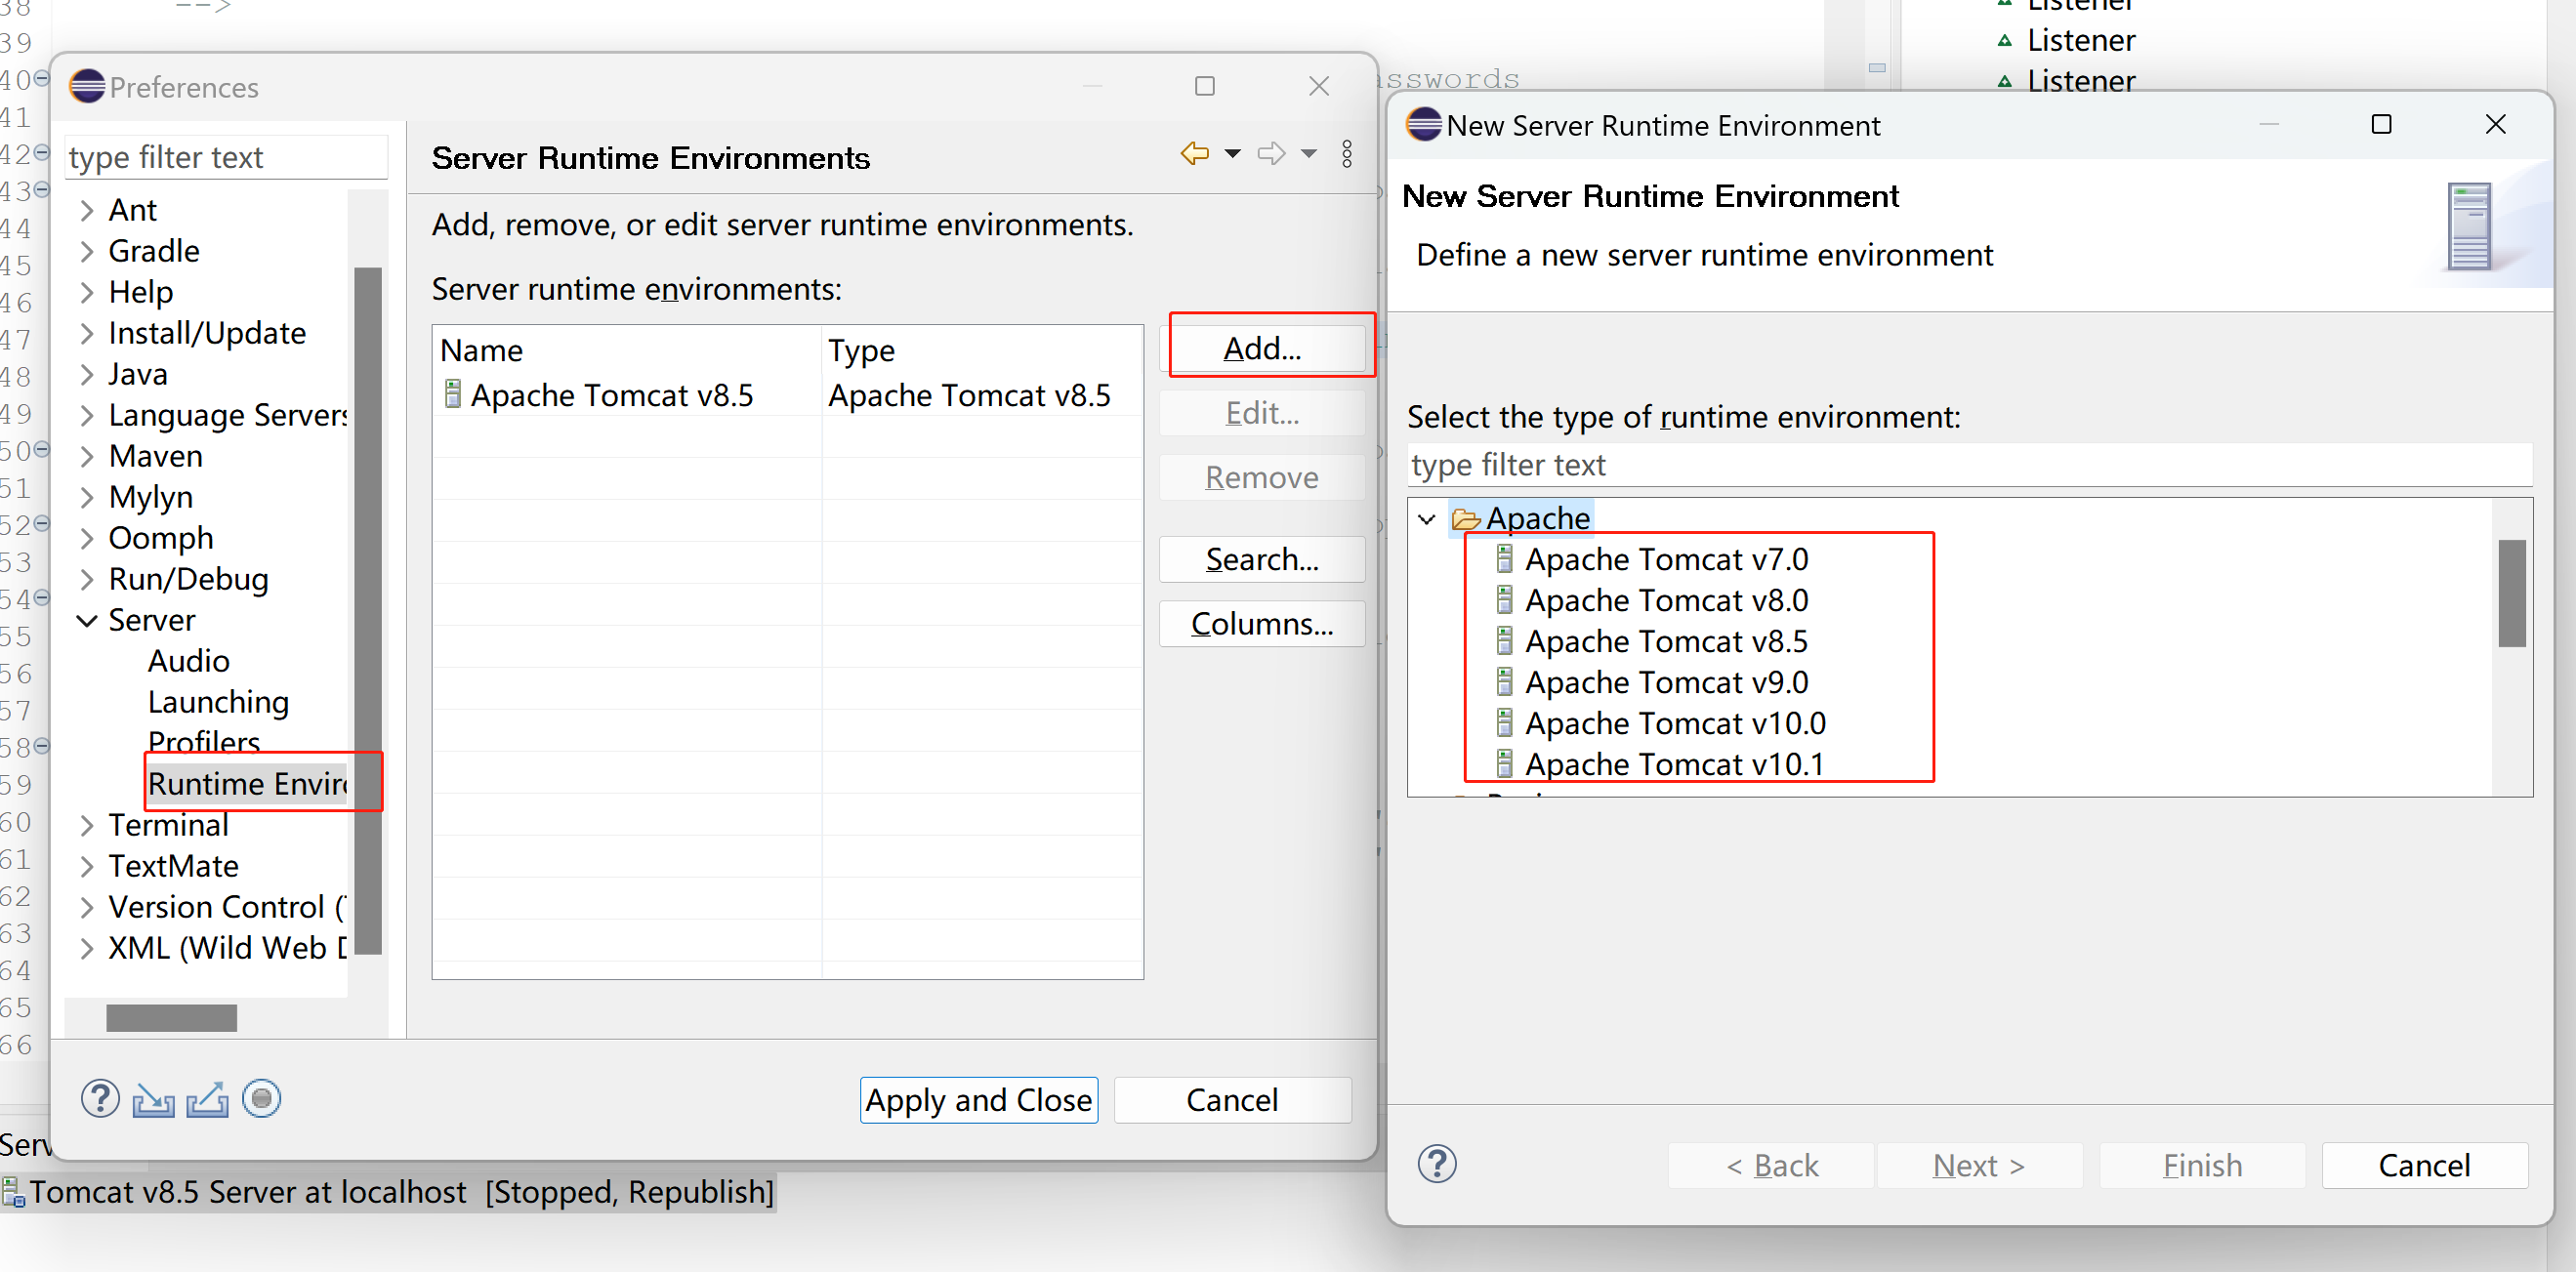 38
-->
39
40
41
42
43
44
45
46
47
48
49
50
51
52
53
54
55
56
57
58
59
60
61
62
63
64
65
66
asswords
Listener
Listener
Listener
Preferences
type filter text
Ant
Gradle
Help
Install/Update
Java
Language Servers
Maven
Mylyn
Oomph
Run/Debug
Server
Audio
Launching
Profilers
Runtime Enviro
Terminal
TextMate
Version Control (
XML (Wild Web D
Server Runtime Environments
Add, remove, or edit server runtime environments.
Server runtime environments:
Name Type
Apache Tomcat v8.5 Apache Tomcat v8.5
Add...
Edit...
Remove
Search...
Columns...
Apply and Close Cancel
New Server Runtime Environment
New Server Runtime Environment
Define a new server runtime environment
Select the type of runtime environment:
type filter text
Apache
Apache Tomcat v7.0
Apache Tomcat v8.0
Apache Tomcat v8.5
Apache Tomcat v9.0
Apache Tomcat v10.0
Apache Tomcat v10.1
< Back Next > Finish Cancel
Serv
Tomcat v8.5 Server at localhost [Stopped, Republish]